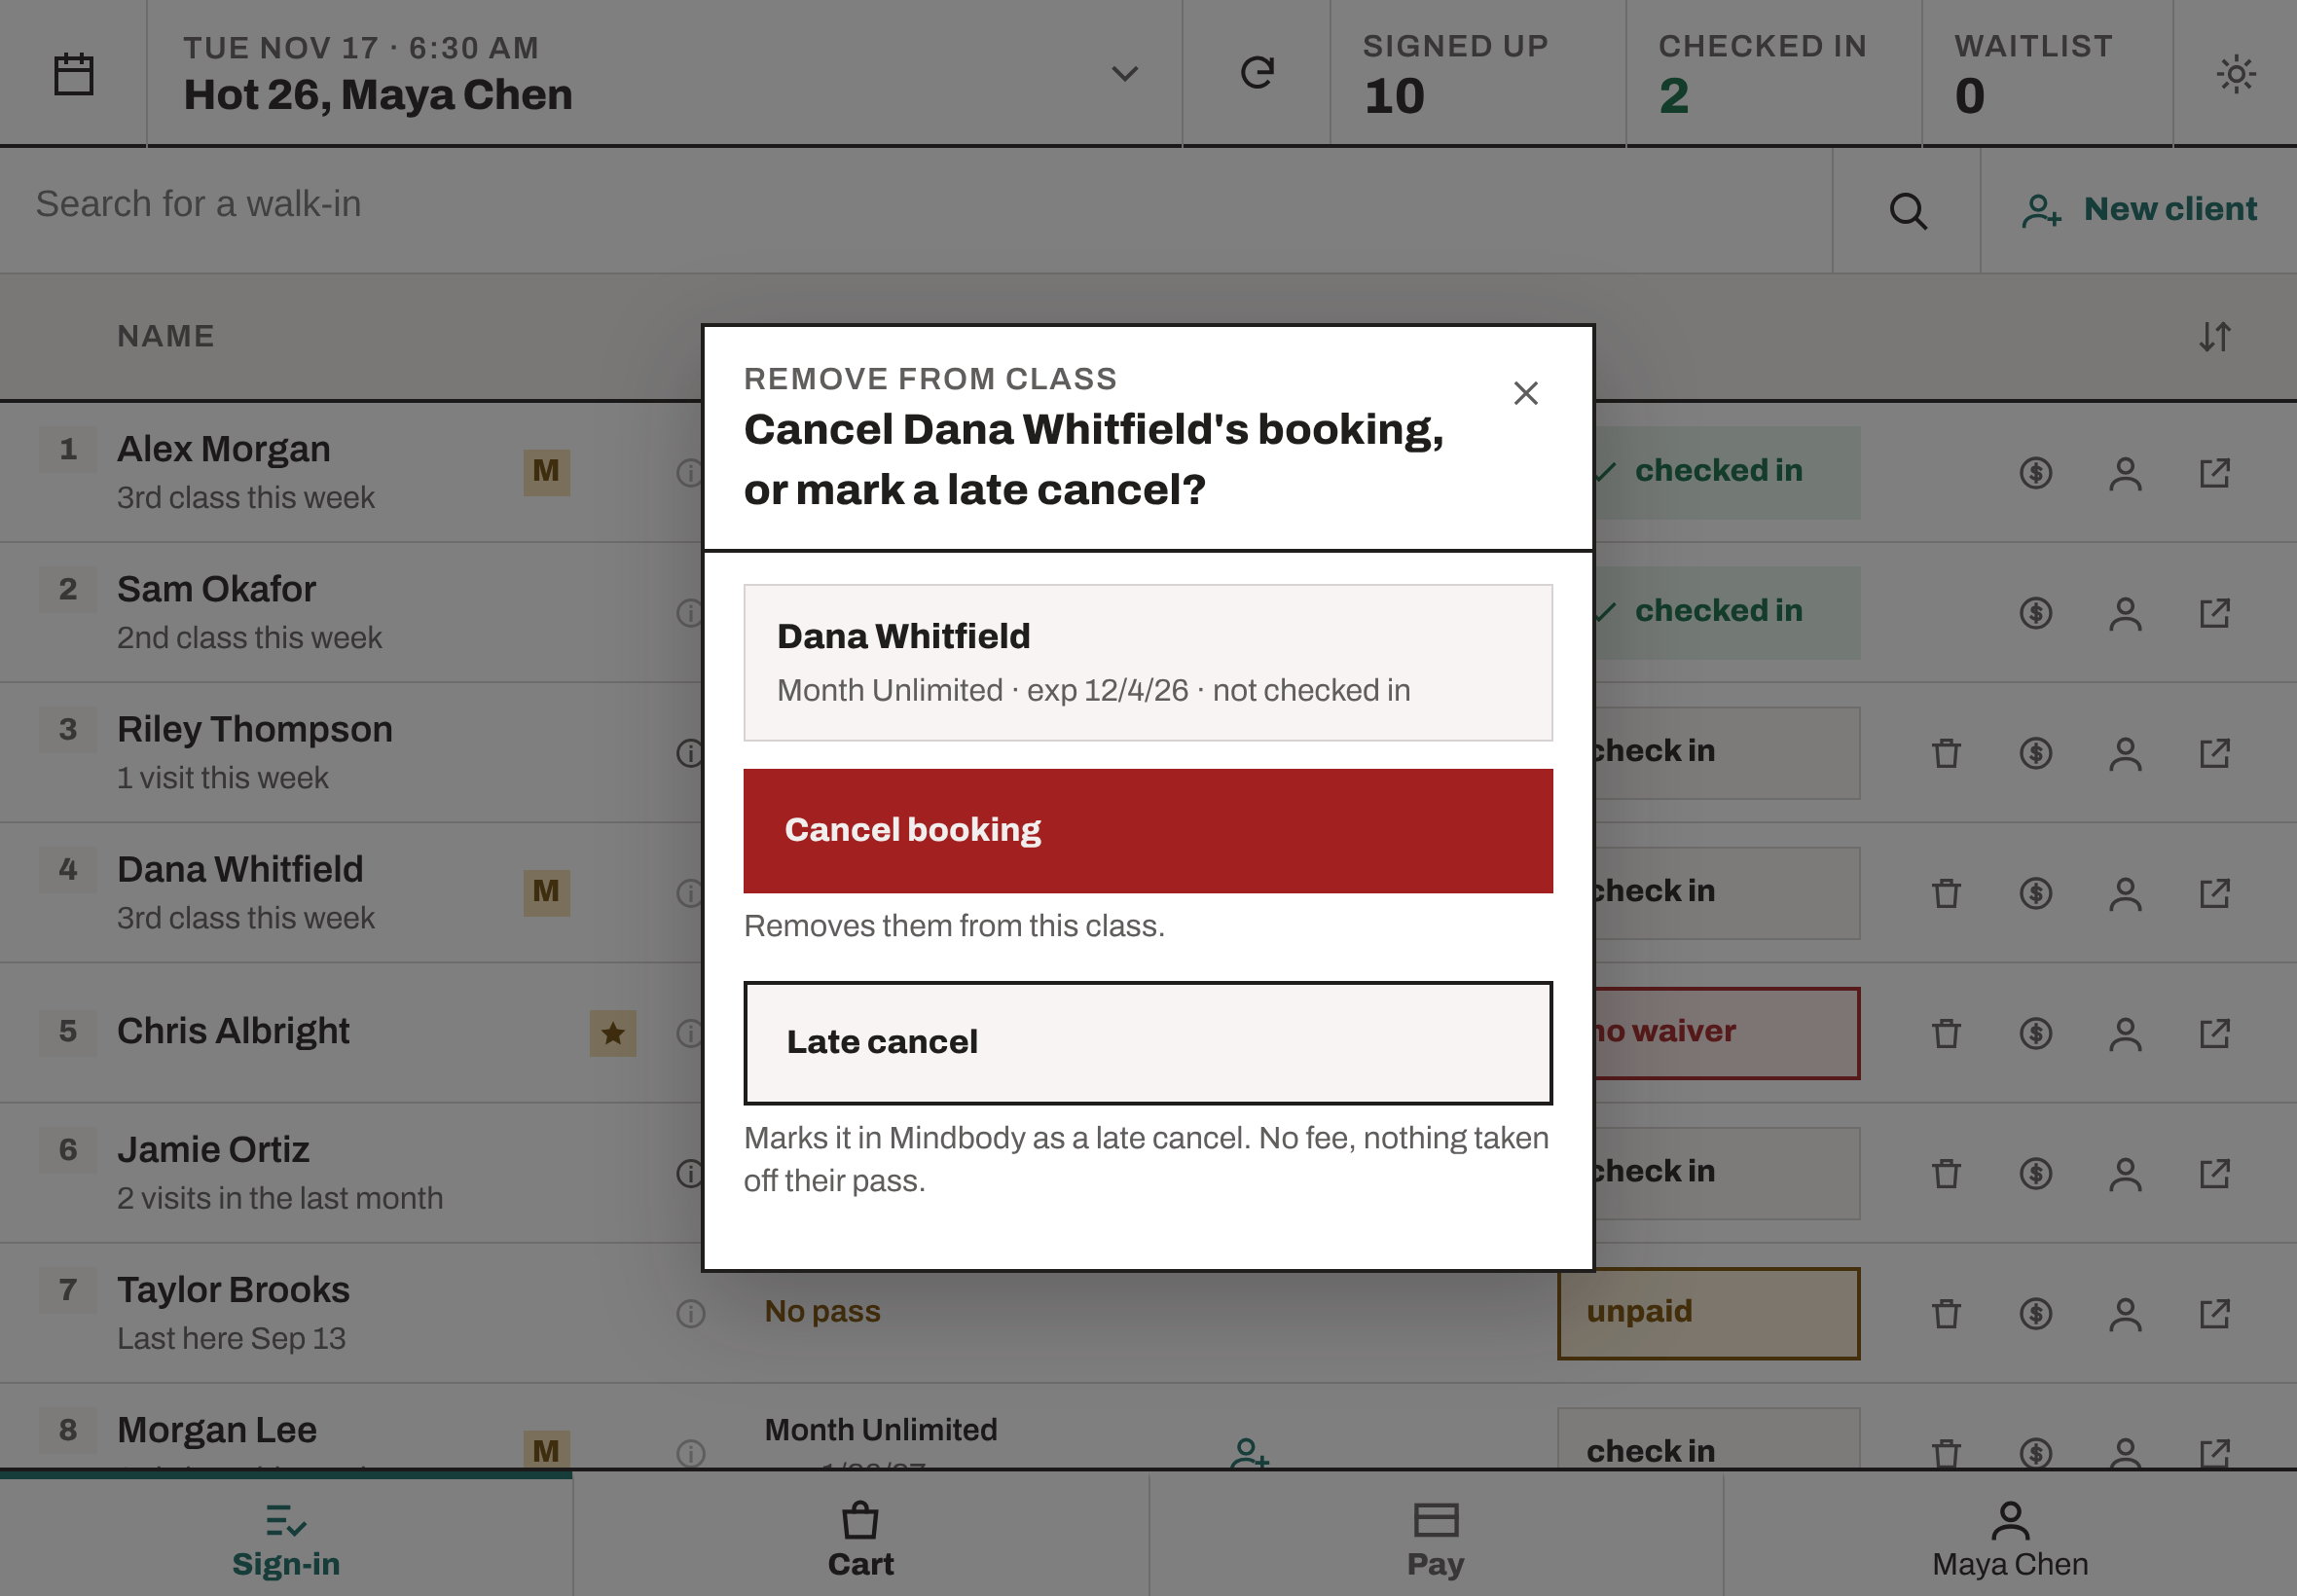 TUE NOV 17 · 6:30 AM
Hot 26, Maya Chen
SIGNED UP
10
CHECKED IN
2
WAITLIST
0
Search for a walk-in
New client
NAME
REMOVE FROM CLASS
Cancel Dana Whitfield's booking,
or mark a late cancel?
Dana Whitfield
Month Unlimited · exp 12/4/26 · not checked in
Cancel booking
Removes them from this class.
Late cancel
Marks it in Mindbody as a late cancel. No fee, nothing taken
off their pass.
1
Alex Morgan
3rd class this week
M
checked in
2
Sam Okafor
2nd class this week
checked in
3
Riley Thompson
1 visit this week
check in
4
Dana Whitfield
3rd class this week
M
check in
5
Chris Albright
no waiver
6
Jamie Ortiz
2 visits in the last month
check in
7
Taylor Brooks
Last here Sep 13
No pass
unpaid
8
Morgan Lee
M
Month Unlimited
check in
Sign-in
Cart
Pay
Maya Chen